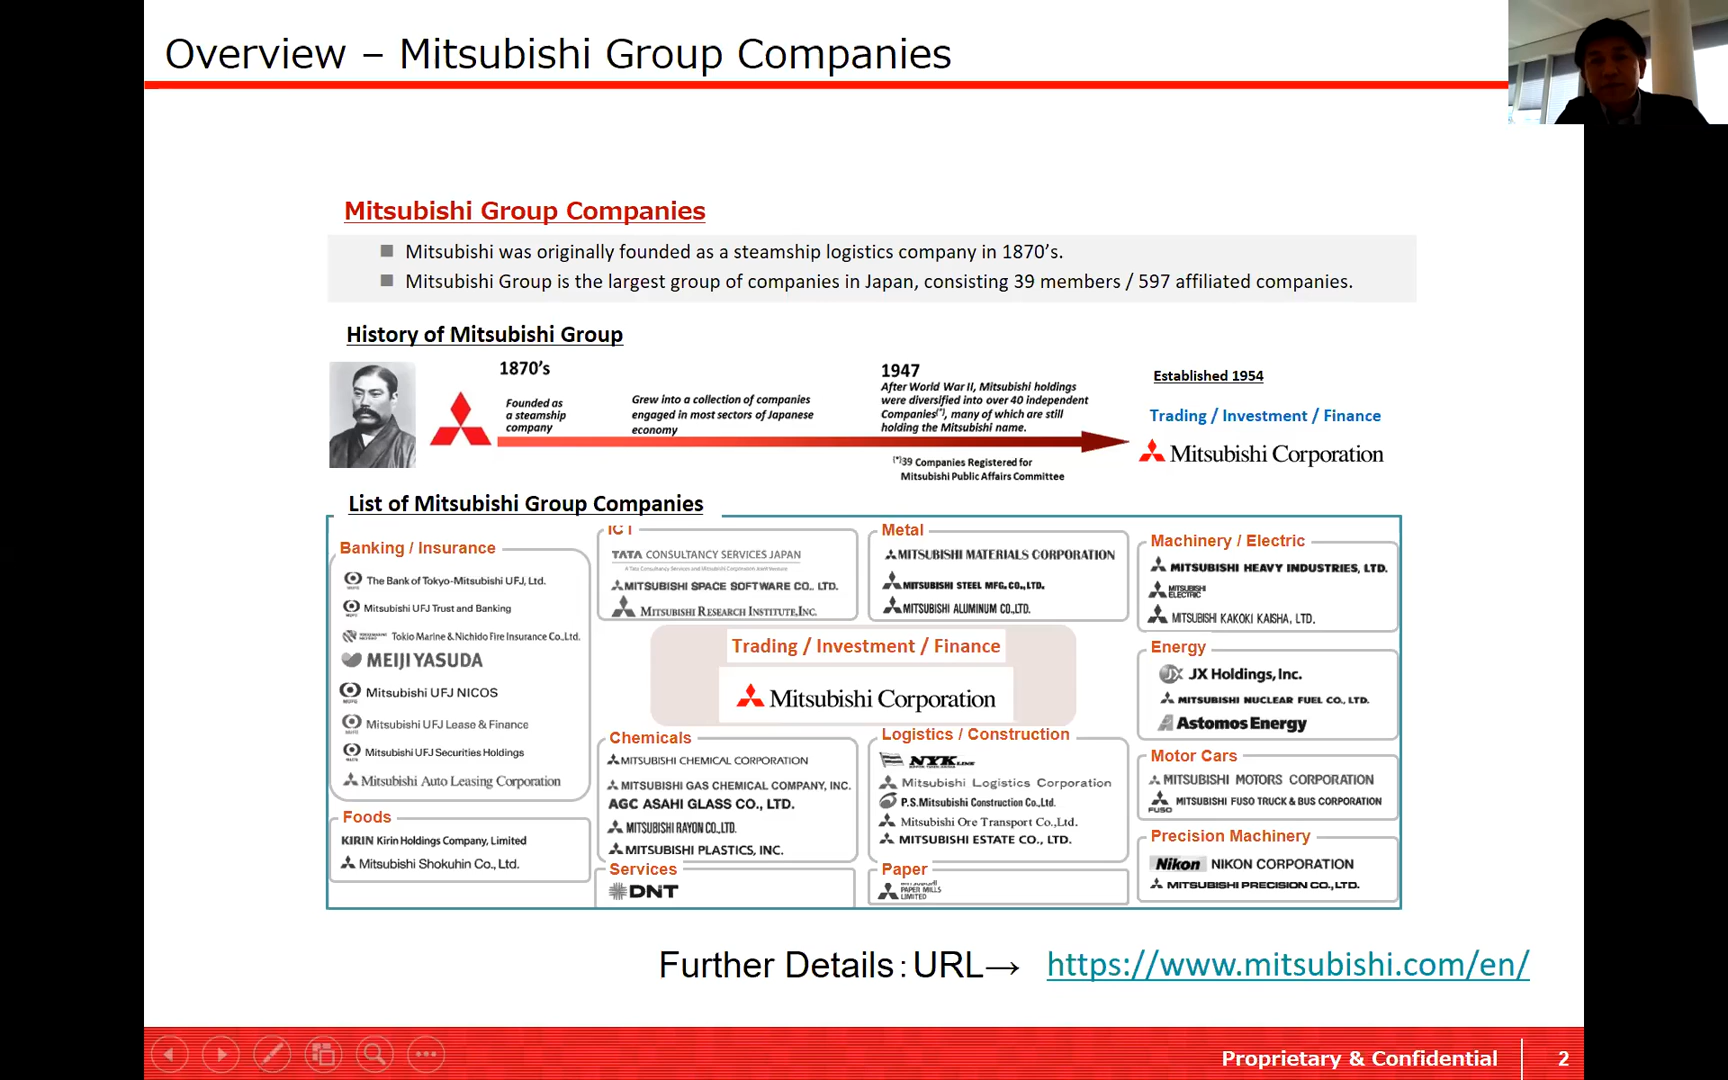 Overview – Mitsubishi Group Companies
Mitsubishi Group Companies
Mitsubishi was originally founded as a steamship logistics company in 1870's.
Mitsubishi Group is the largest group of companies in Japan, consisting 39 members / 597 affiliated companies.
History of Mitsubishi Group
1870's
Founded as
a steamship
company
Grew into a collection of companies
engaged in most sectors of Japanese
economy
1947
After World War II, Mitsubishi holdings
were diversified into over 40 independent
Companies(*), many of which are still
holding the Mitsubishi name.
(*)39 Companies Registered for
Mitsubishi Public Affairs Committee
Established 1954
Trading / Investment / Finance
Mitsubishi Corporation
List of Mitsubishi Group Companies
Banking / Insurance
The Bank of Tokyo-Mitsubishi UFJ, Ltd.
Mitsubishi UFJ Trust and Banking
Tokio Marine & Nichido Fire Insurance Co., Ltd.
MEIJI YASUDA
Mitsubishi UFJ NICOS
Mitsubishi UFJ Lease & Finance
Mitsubishi UFJ Securities Holdings
Mitsubishi Auto Leasing Corporation
Foods
KIRIN Kirin Holdings Company, Limited
Mitsubishi Shokuhin Co., Ltd.
ICT
TATA CONSULTANCY SERVICES JAPAN
MITSUBISHI SPACE SOFTWARE CO., LTD.
MITSUBISHI RESEARCH INSTITUTE, INC.
Metal
MITSUBISHI MATERIALS CORPORATION
MITSUBISHI STEEL MFG. CO., LTD.
MITSUBISHI ALUMINUM CO., LTD.
Trading / Investment / Finance
Mitsubishi Corporation
Chemicals
MITSUBISHI CHEMICAL CORPORATION
MITSUBISHI GAS CHEMICAL COMPANY, INC.
AGC ASAHI GLASS CO., LTD.
MITSUBISHI RAYON CO., LTD.
MITSUBISHI PLASTICS, INC.
Services
DNT
Logistics / Construction
NYK LINE
Mitsubishi Logistics Corporation
P.S. Mitsubishi Construction Co., Ltd.
Mitsubishi Ore Transport Co., Ltd.
MITSUBISHI ESTATE CO., LTD.
Paper
MITSUBISHI
PAPER MILLS
LIMITED
Machinery / Electric
MITSUBISHI HEAVY INDUSTRIES, LTD.
MITSUBISHI
ELECTRIC
MITSUBISHI KAKOKI KAISHA, LTD.
Energy
JX JX Holdings, Inc.
MITSUBISHI NUCLEAR FUEL CO., LTD.
Astomos Energy
Motor Cars
MITSUBISHI MOTORS CORPORATION
FUSO MITSUBISHI FUSO TRUCK & BUS CORPORATION
Precision Machinery
Nikon NIKON CORPORATION
MITSUBISHI PRECISION CO., LTD.
Further Details : URL→ https://www.mitsubishi.com/en/
Proprietary & Confidential 2